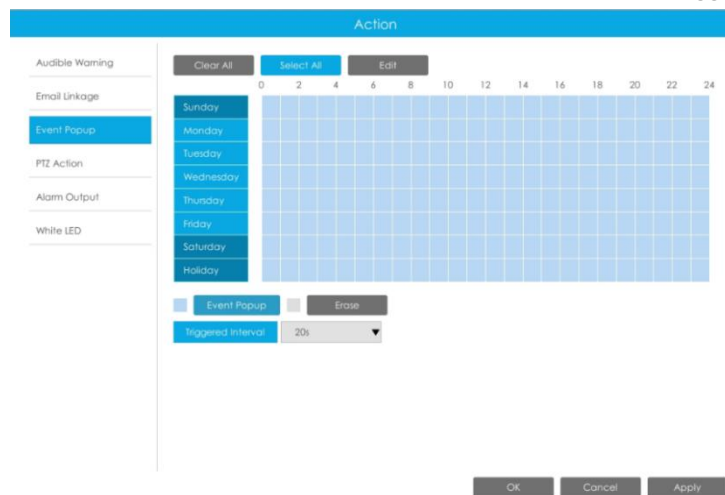 Action
Audible Warning
Email Linkage
Event Popup
PTZ Action
Alarm Output
White LED
Clear All Select All Edit
0 2 4 6 8 10 12 14 16 18 20 22 24
Sunday
Monday
Tuesday
Wednesday
Thursday
Friday
Saturday
Holiday
Event Popup Erase
Triggered Interval 20s
OK Cancel Apply